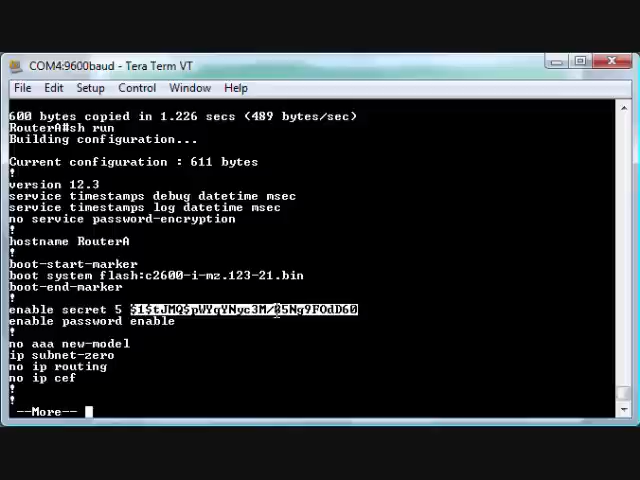 COM4:9600baud - Tera Term VT
File Edit Setup Control Window Help
600 bytes copied in 1.226 secs (489 bytes/sec)
RouterA#sh run
Building configuration...
Current configuration : 611 bytes
!
version 12.3
service timestamps debug datetime msec
service timestamps log datetime msec
no service password-encryption
!
hostname RouterA
!
boot-start-marker
boot system flash:c2600-i-mz.123-21.bin
boot-end-marker
!
enable secret 5 $1$tJMQ$pWYqYNyc3M/05Ng9FOdD60
enable password enable
!
no aaa new-model
ip subnet-zero
no ip routing
no ip cef
!
!
--More--